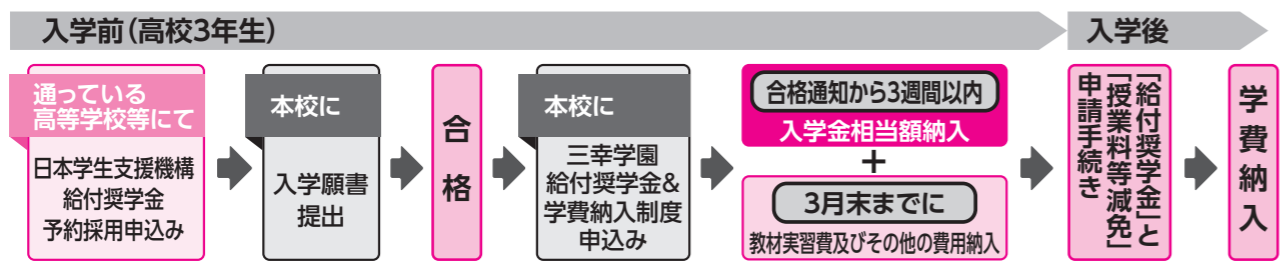 入学前（高校3年生）
入学後
通っている
高等学校等にて
日本学生支援機構
給付奨学金
予約採用申込み
本校に
入学願書
提出
合格
本校に
三幸学園
給付奨学金&
学費納入制度
申込み
合格通知から3週間以内
入学金相当額納入
+
3月末までに
教材実習費及びその他の費用納入
「給付奨学金」と
「授業料等減免」
申請手続き
学費納入